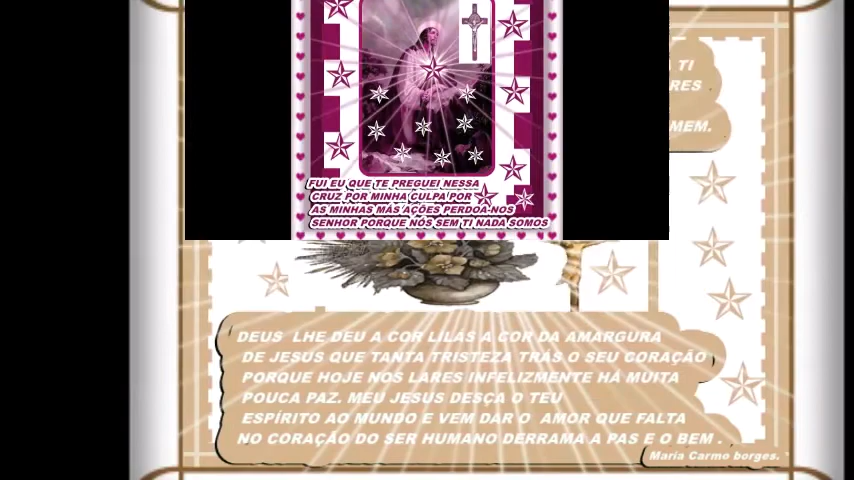 TI
RES
MEM.
FUI EU QUE TE PREGUEI NESSA
CRUZ POR MINHA CULPA POR
AS MINHAS MÁS AÇÕES PERDOA-NOS
SENHOR PORQUE NÓS SEM TI NADA SOMOS
DEUS LHE DEU A COR LILÁS A COR DA AMARGURA
DE JESUS QUE TANTA TRISTEZA TRÁS O SEU CORAÇÃO
PORQUE HOJE NOS LARES INFELIZMENTE HÁ MUITA
POUCA PAZ. MEU JESUS DESÇA O TEU
ESPÍRITO AO MUNDO E VEM DAR O AMOR QUE FALTA
NO CORAÇÃO DO SER HUMANO DERRAMA A PAS E O BEM .
Maria Carmo borges.